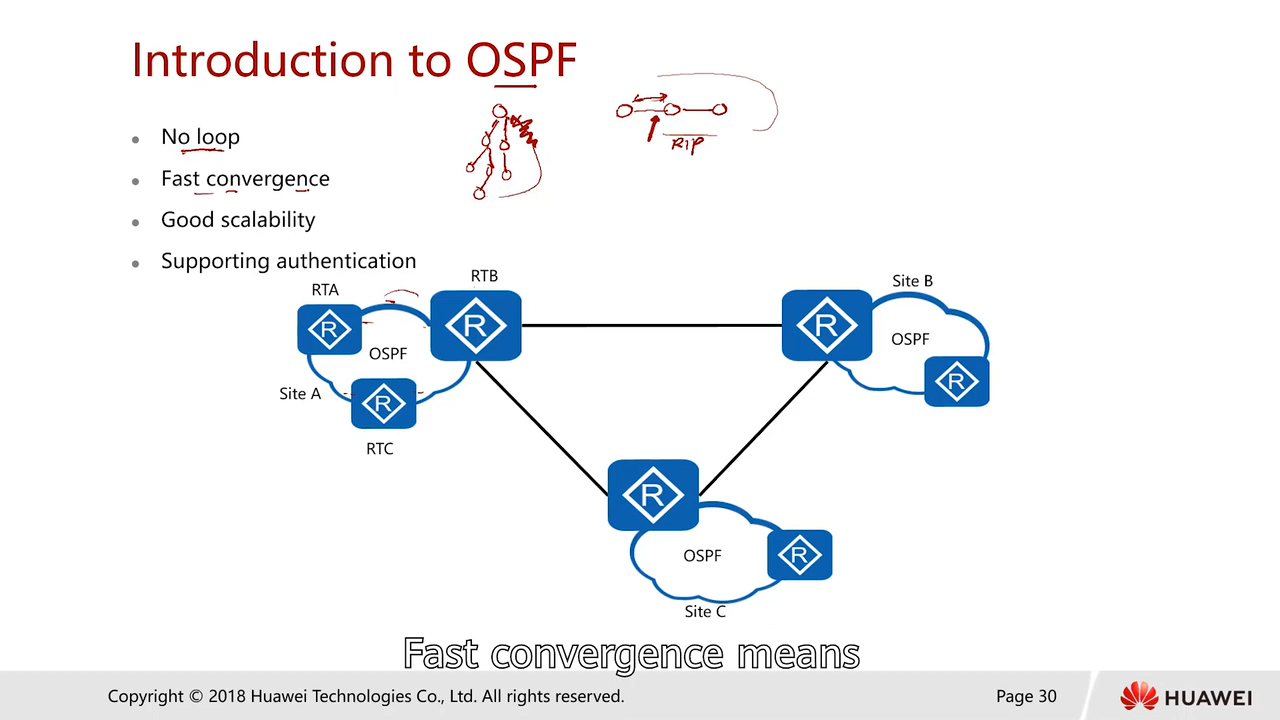 Introduction to OSPF
No loop
Fast convergence
Good scalability
Supporting authentication
RIP
RTA
RTB
Site B
R
R
R
OSPF
OSPF
R
Site A
R
RTC
R
OSPF
R
Site C
Fast convergence means
Copyright © 2018 Huawei Technologies Co., Ltd. All rights reserved.
Page 30
HUAWEI